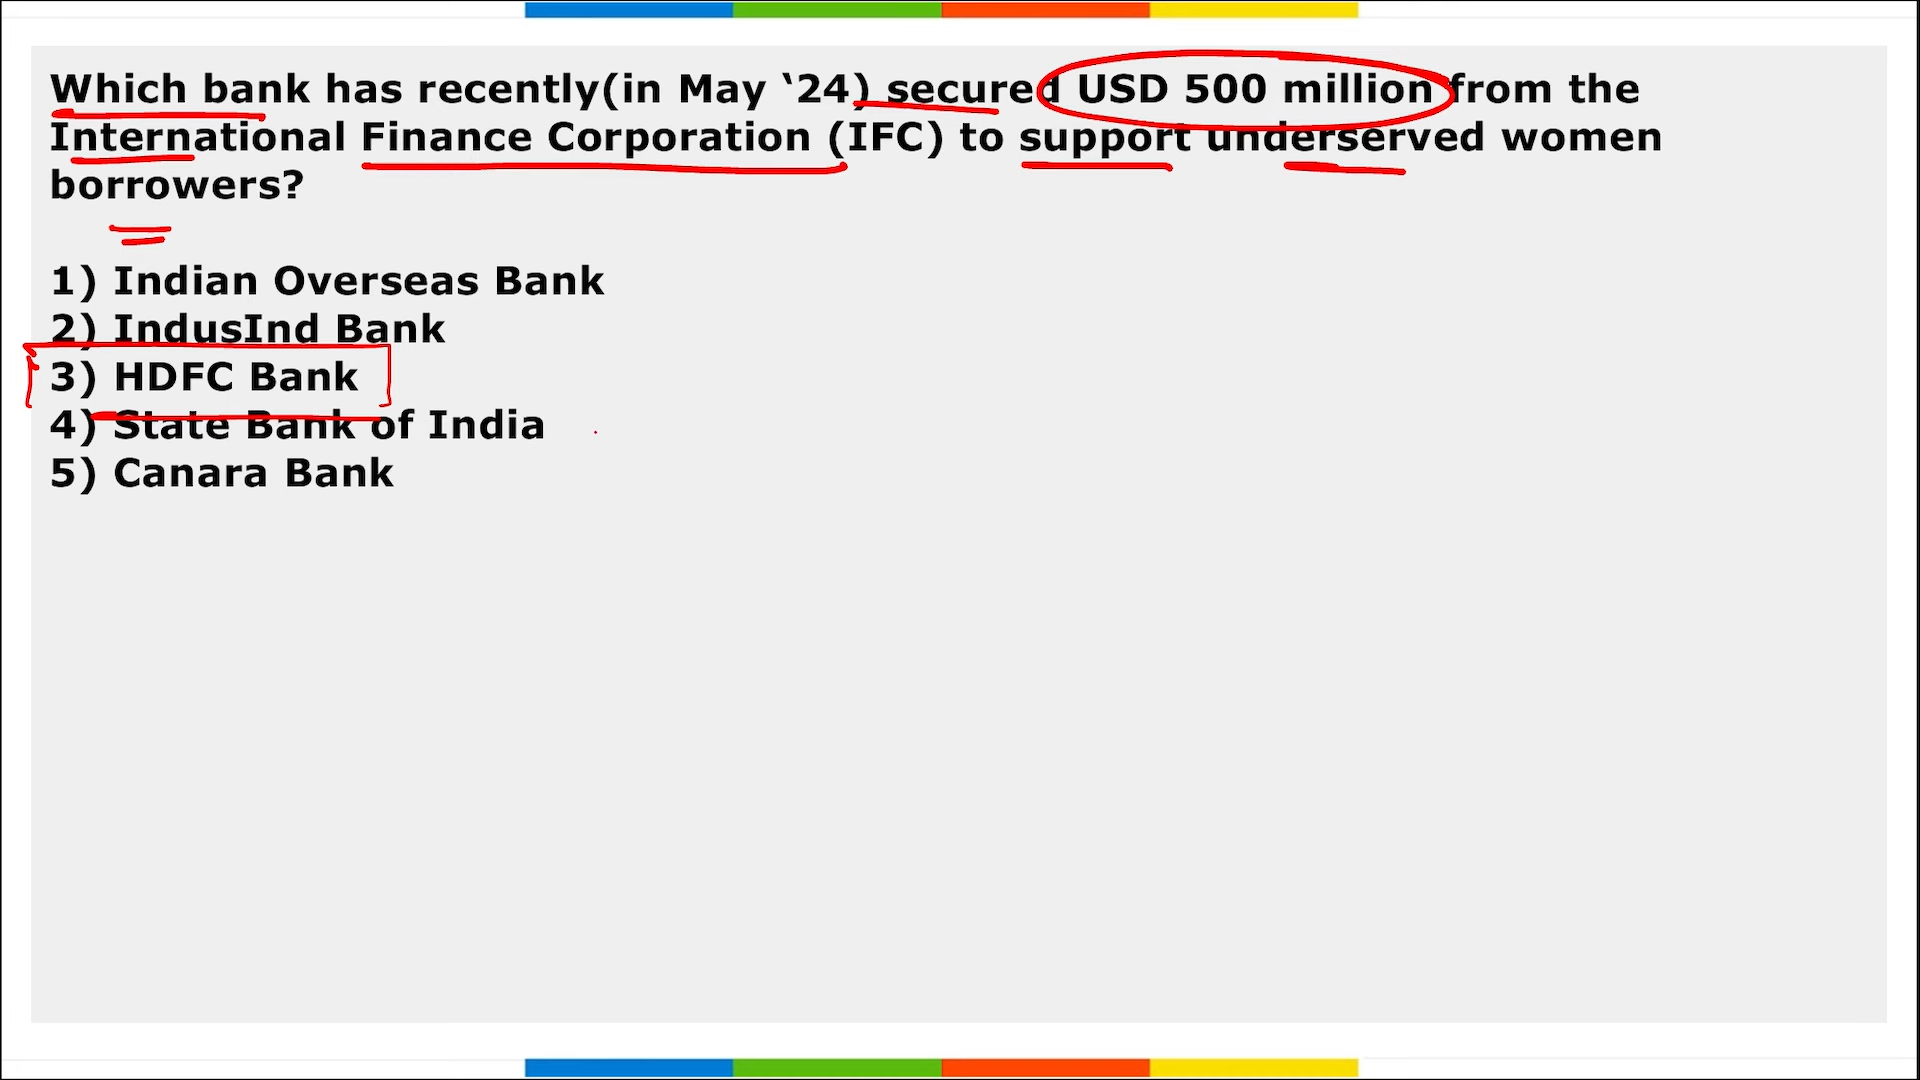 Which bank has recently(in May ‘24) secured USD 500 million from the
International Finance Corporation (IFC) to support underserved women
borrowers?
1) Indian Overseas Bank
2) IndusInd Bank
3) HDFC Bank
4) State Bank of India
5) Canara Bank